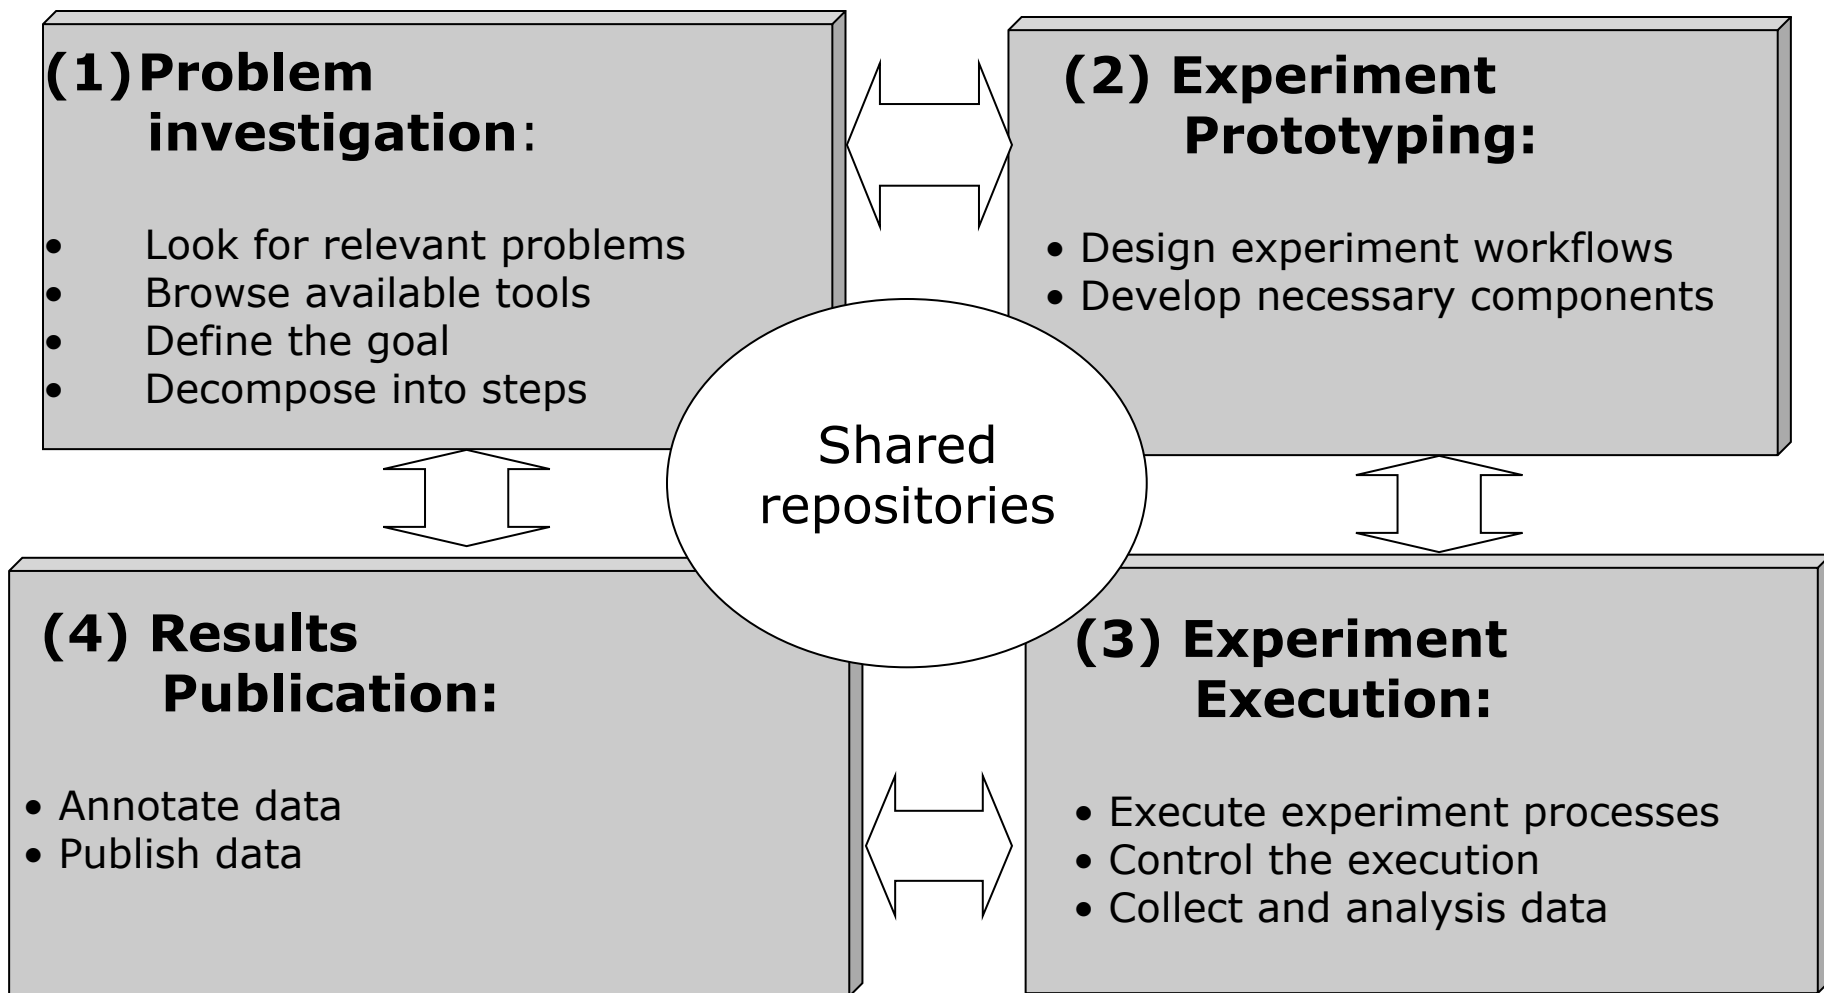 (1) Problem
investigation:
• Look for relevant problems
• Browse available tools
• Define the goal
• Decompose into steps
(2) Experiment
Prototyping:
• Design experiment workflows
• Develop necessary components
Shared
repositories
(4) Results
Publication:
• Annotate data
• Publish data
(3) Experiment
Execution:
• Execute experiment processes
• Control the execution
• Collect and analysis data